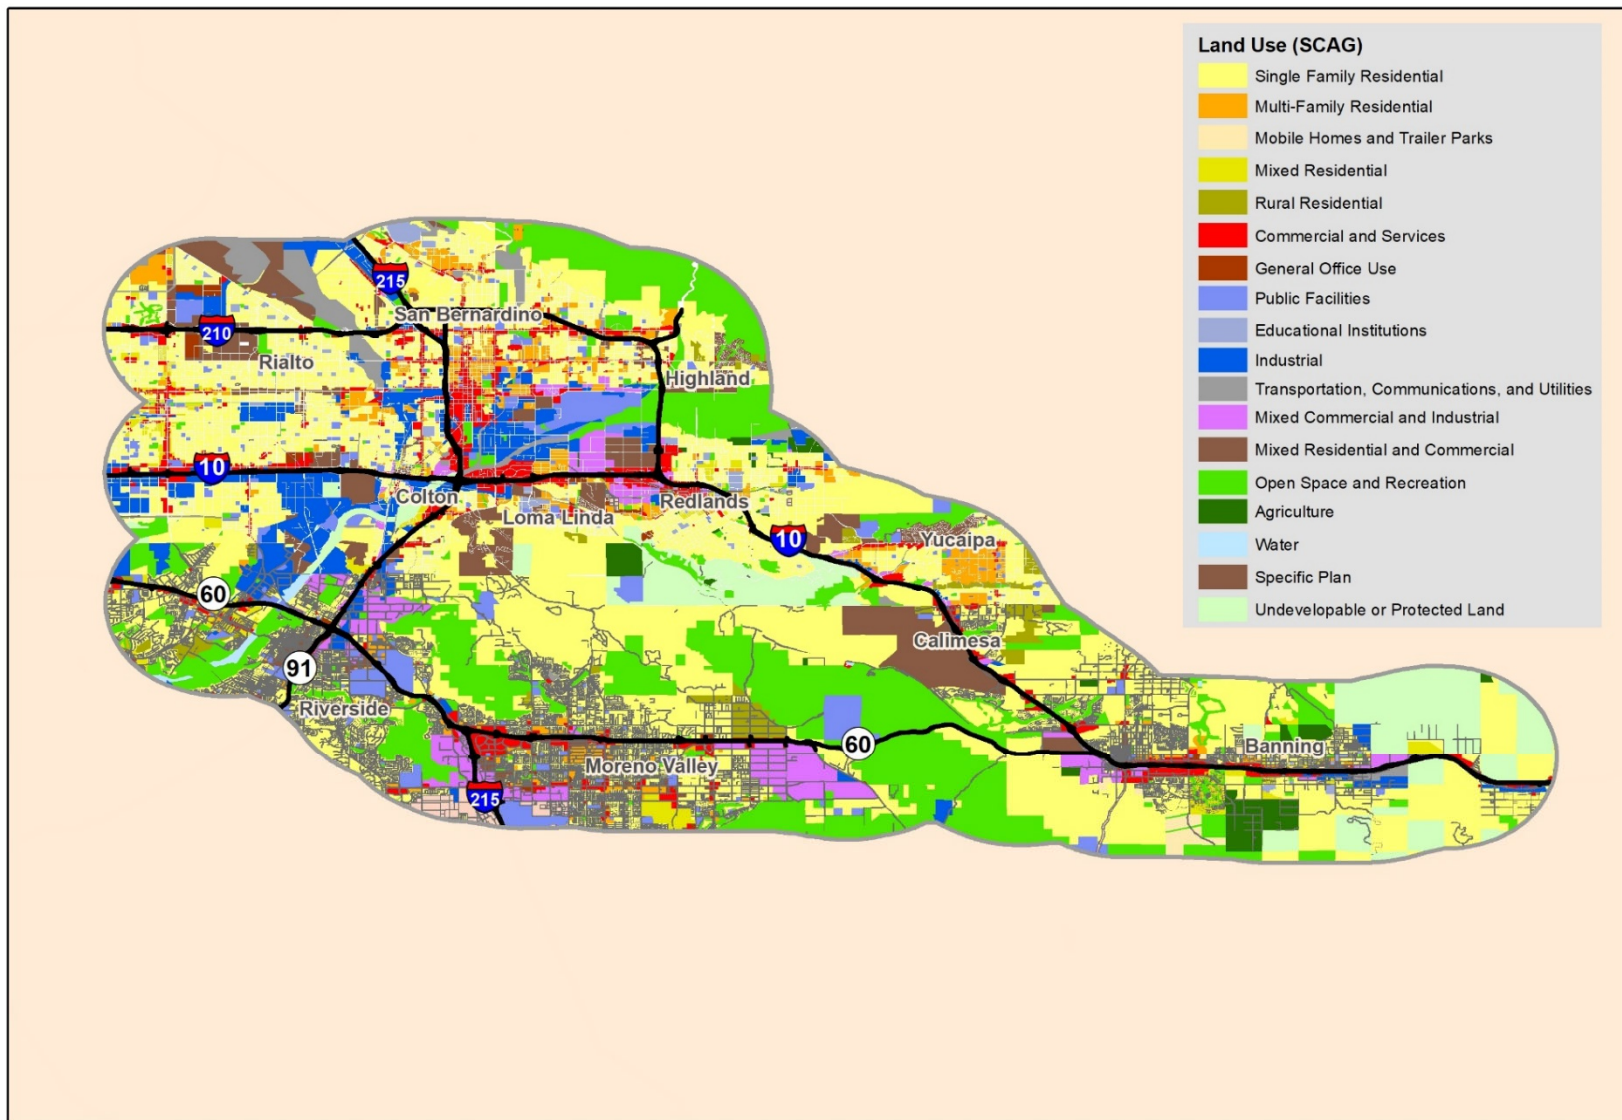 Land Use (SCAG)
Single Family Residential
Multi-Family Residential
Mobile Homes and Trailer Parks
Mixed Residential
Rural Residential
Commercial and Services
General Office Use
Public Facilities
Educational Institutions
Industrial
Transportation, Communications, and Utilities
Mixed Commercial and Industrial
Mixed Residential and Commercial
Open Space and Recreation
Agriculture
Water
Specific Plan
Undevelopable or Protected Land
215
San Bernardino
210
Rialto
Highland
10
Colton
Loma Linda
Redlands
10
Yucaipa
60
91
Calimesa
Riverside
60
Moreno Valley
Banning
215